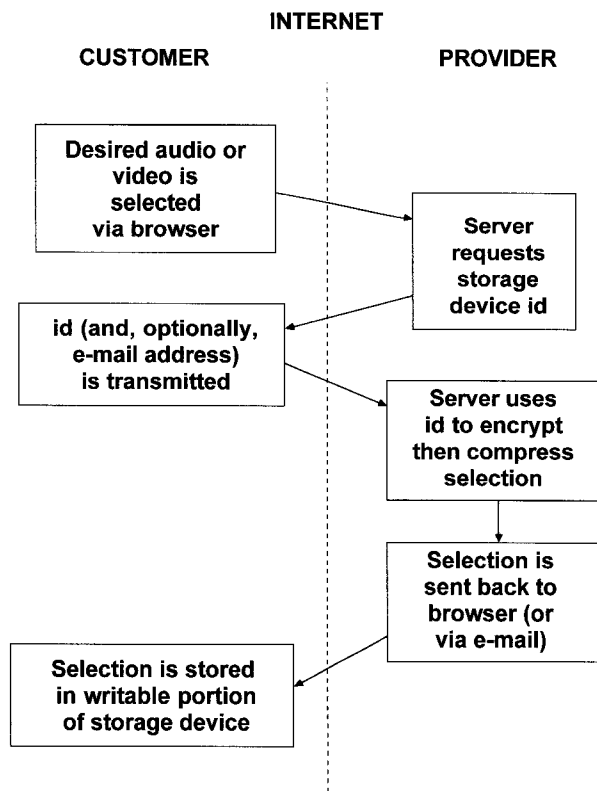 INTERNET
CUSTOMER
PROVIDER
Desired audio or
video is
selected
via browser
Server
requests
storage
device id
id (and, optionally,
e-mail address)
is transmitted
Server uses
id to encrypt
then compress
selection
Selection is
sent back to
browser (or
via e-mail)
Selection is stored
in writable portion
of storage device